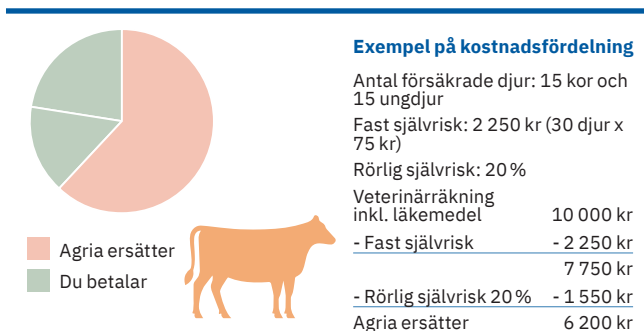 Exempel på kostnadsfördelning
Antal försäkrade djur: 15 kor och
15 ungdjur
Fast självrisk: 2 250 kr (30 djur x
75 kr)
Rörlig självrisk: 20 %
Veterinärräkning
inkl. läkemedel 10 000 kr
- Fast självrisk - 2 250 kr
7 750 kr
- Rörlig självrisk 20 % - 1 550 kr
Agria ersätter 6 200 kr
Agria ersätter
Du betalar